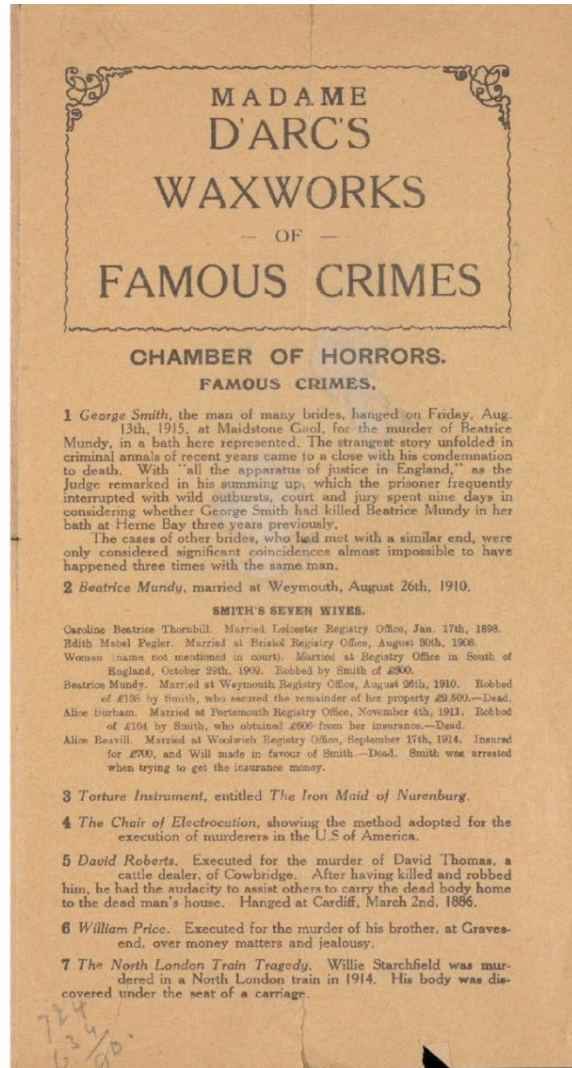 MADAME
D'ARC'S
WAXWORKS
— OF —
FAMOUS CRIMES
CHAMBER OF HORRORS.
FAMOUS CRIMES.
1 George Smith, the man of many brides, hanged on Friday, Aug.
13th, 1915, at Maidstone Gaol, for the murder of Beatrice
Mundy, in a bath here represented. The strangest story unfolded in
criminal annals of recent years came to a close with his condemnation
to death. With "all the apparatus of justice in England," as the
Judge remarked in his summing up, which the prisoner frequently
interrupted with wild outbursts, court and jury spent nine days in
considering whether George Smith had killed Beatrice Mundy in her
bath at Herne Bay three years previously.
The cases of other brides, who had met with a similar end, were
only considered significant coincidences almost impossible to have
happened three times with the same man.
2 Beatrice Mundy, married at Weymouth, August 26th, 1910.
SMITH'S SEVEN WIVES.
Caroline Beatrice Thornhill. Married Leicester Registry Office, Jan. 17th, 1898.
Edith Mabel Pegler. Married at Bristol Registry Office, August 30th, 1908.
Woman (name not mentioned in court). Married at Registry Office in South of
England, October 29th, 1909. Robbed by Smith of
Beatrice Mundy. Married at Weymouth Registry Office, August 26th, 1910. Robbed
of by Smith, who secured the remainder of her property £2,500.—Dead.
Alice Burham. Married at Portsmouth Registry Office, November 4th, 1911. Robbed
of £104 by Smith, who obtained from her insurance.—Dead.
Alice Reavill. Married at Woolwich Registry Office, September 17th, 1914. Insured
for £700, and Will made in favour of Smith.—Dead. Smith was arrested
when trying to get the insurance money.
3 Torture Instrument, entitled The Iron Maid of Nurenburg.
4 The Chair of Electrocution, showing the method adopted for the
execution of murderers in the U.S of America.
5 David Roberts. Executed for the murder of David Thomas, a
cattle dealer, of Cowbridge. After having killed and robbed
him, he had the audacity to assist others to carry the dead body home
to the dead man's house. Hanged at Cardiff, March 2nd, 1886.
6 William Price. Executed for the murder of his brother, at Graves-
end, over money matters and jealousy.
7 The North London Train Tragedy. Willie Starchfield was mur-
dered in a North London train in 1914. His body was dis-
covered under the seat of a carriage.
724
634/90.